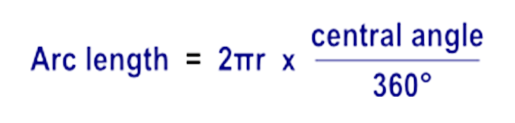 Arc length = 2πr x central angle
360°